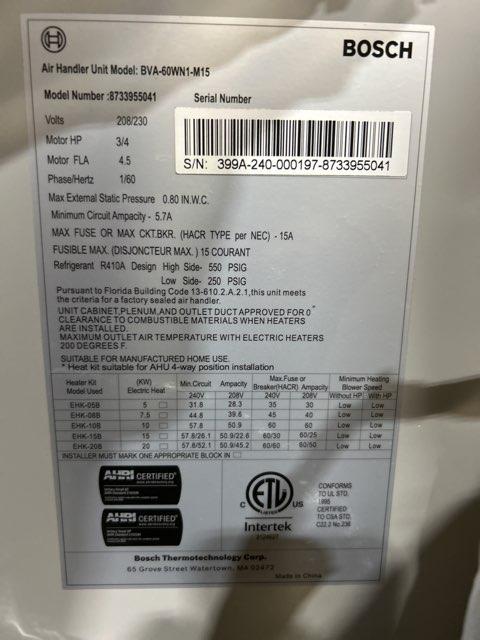 BOSCH
Air Handler Unit Model: BVA-60WN1-M15
Model Number :8733955041 Serial Number
Volts 208/230
Motor HP 3/4
Motor FLA 4.5
Phase/Hertz 1/60
S/N: 399A-240-000197-8733955041
Max External Static Pressure 0.80 IN.W.C.
Minimum Circuit Ampacity - 5.7A
MAX FUSE OR MAX CKT.BKR. (HACR TYPE per NEC) - 15A
FUSIBLE MAX. (DISJONCTEUR MAX.) 15 COURANT
Refrigerant R410A Design High Side- 550 PSIG
Low Side- 250 PSIG
Pursuant to Florida Building Code 13-610.2.A.2.1,this unit meets
the criteria for a factory sealed air handler.
UNIT CABINET,PLENUM,AND OUTLET DUCT APPROVED FOR 0"
CLEARANCE TO COMBUSTIBLE MATERIALS WHEN HEATERS
ARE INSTALLED.
MAXIMUM OUTLET AIR TEMPERATURE WITH ELECTRIC HEATERS
200 DEGREES F.
SUITABLE FOR MANUFACTURED HOME USE.
* Heat kit suitable for AHU 4-way position installation
Heater Kit Model Used (KW) Electric Heat Min.Circuit Ampacity Max.Fuse or Breaker(HACR) Ampacity Minimum Heating Blower Speed
240V 208V 240V 208V Without HP With HP
EHK-05B 5 31.8 28.3 35 30 Low Low
EHK-08B 7.5 44.8 39.6 45 40 Low Low
EHK-10B 10 57.8 50.9 60 60 Low Low
EHK-15B 15 57.8/26.1 50.9/22.6 60/30 60/25 Low Low
EHK-20B 20 57.8/52.1 50.9/45.2 60/60 60/50 Low Low
INSTALLER MUST MARK ONE APPROPRIATE BLOCK IN
AHRI CERTIFIED
www.ahridirectory.org
AHRI CERTIFIED
www.ahridirectory.org
C ETL US
LISTED
Intertek
CONFORMS
TO UL STD.
1995
CERTIFIED
TO CSA STD.
C22.2 No.236
Bosch Thermotechnology Corp.
65 Grove Street Watertown, MA 02472
Made in China